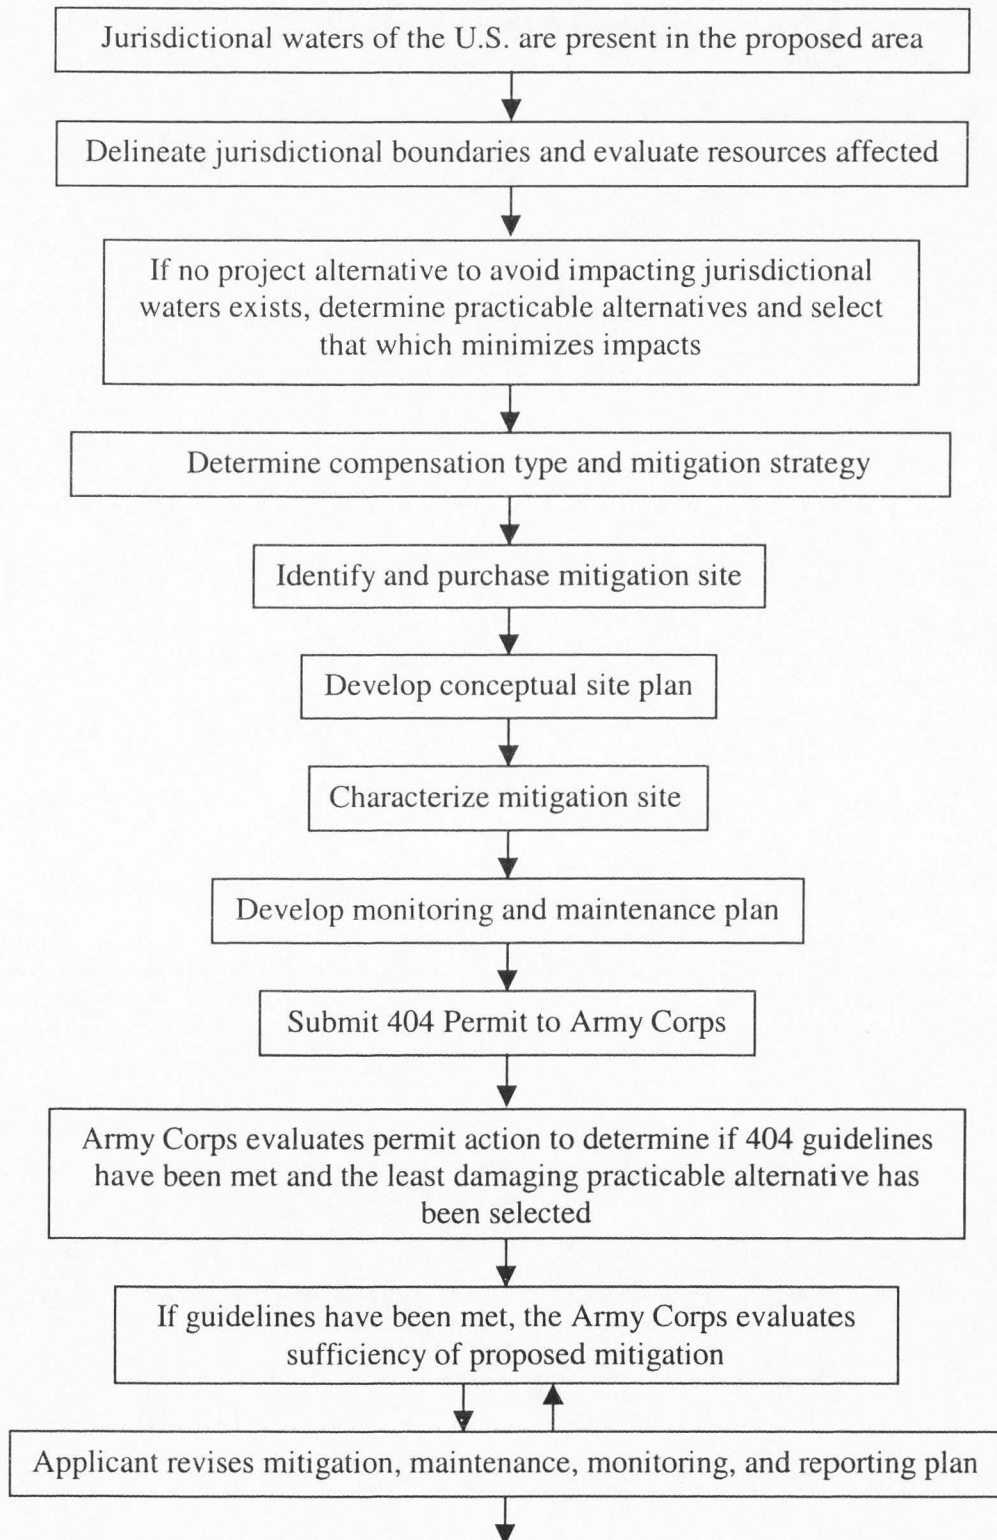 Jurisdictional waters of the U.S. are present in the proposed area
Delineate jurisdictional boundaries and evaluate resources affected
If no project alternative to avoid impacting jurisdictional
waters exists, determine practicable alternatives and select
that which minimizes impacts
Determine compensation type and mitigation strategy
Identify and purchase mitigation site
Develop conceptual site plan
Characterize mitigation site
Develop monitoring and maintenance plan
Submit 404 Permit to Army Corps
Army Corps evaluates permit action to determine if 404 guidelines
have been met and the least damaging practicable alternative has
been selected
If guidelines have been met, the Army Corps evaluates
sufficiency of proposed mitigation
Applicant revises mitigation, maintenance, monitoring, and reporting plan